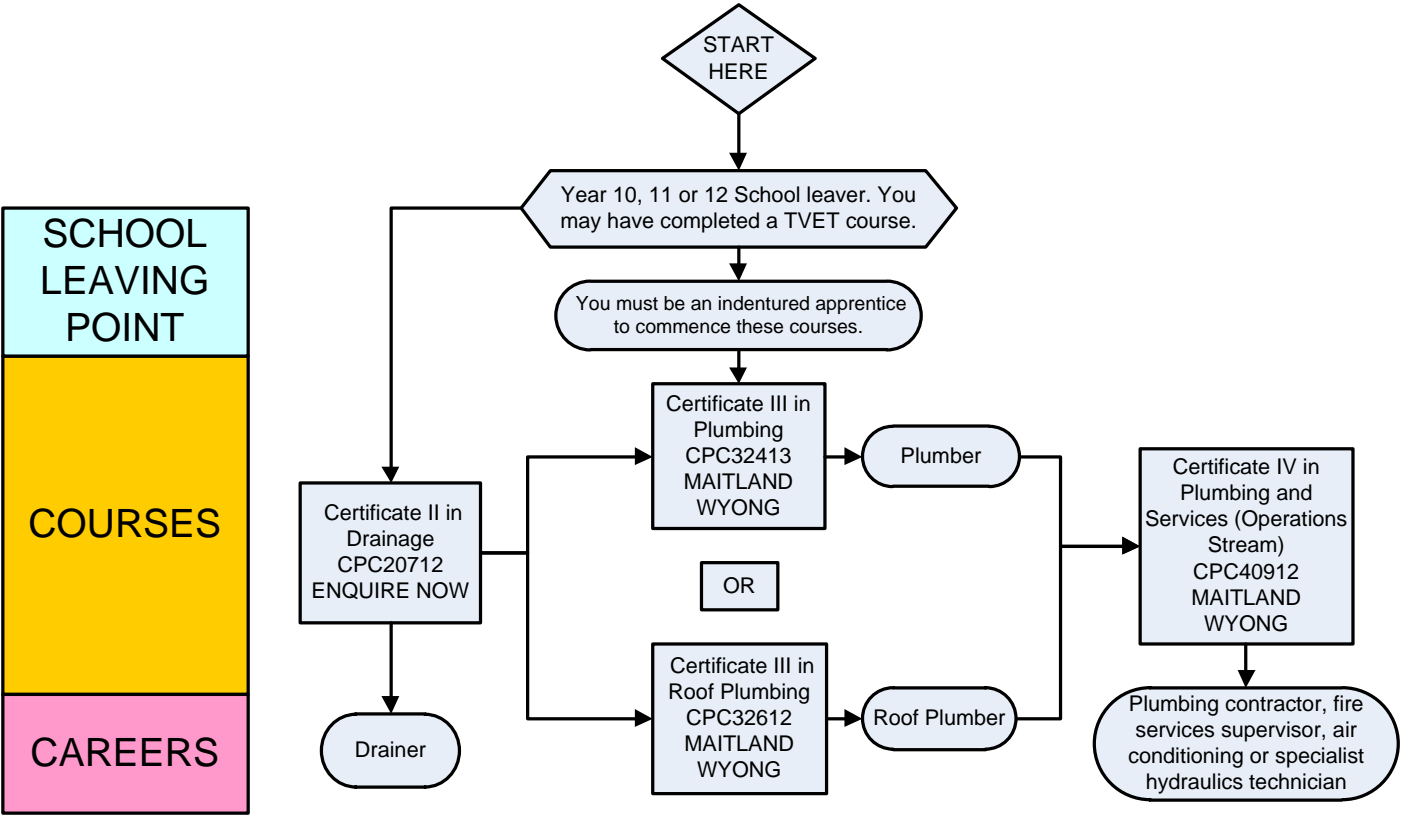 START
HERE
Year 10, 11 or 12 School leaver. You
may have completed a TVET course.
SCHOOL
LEAVING
POINT
You must be an indentured apprentice
to commence these courses.
COURSES
Certificate II in
Drainage
CPC20712
ENQUIRE NOW
Certificate III in
Plumbing
CPC32413
MAITLAND
WYONG
Plumber
OR
Certificate III in
Roof Plumbing
CPC32612
MAITLAND
WYONG
Roof Plumber
Certificate IV in
Plumbing and
Services (Operations
Stream)
CPC40912
MAITLAND
WYONG
CAREERS
Drainer
Plumbing contractor, fire
services supervisor, air
conditioning or specialist
hydraulics technician